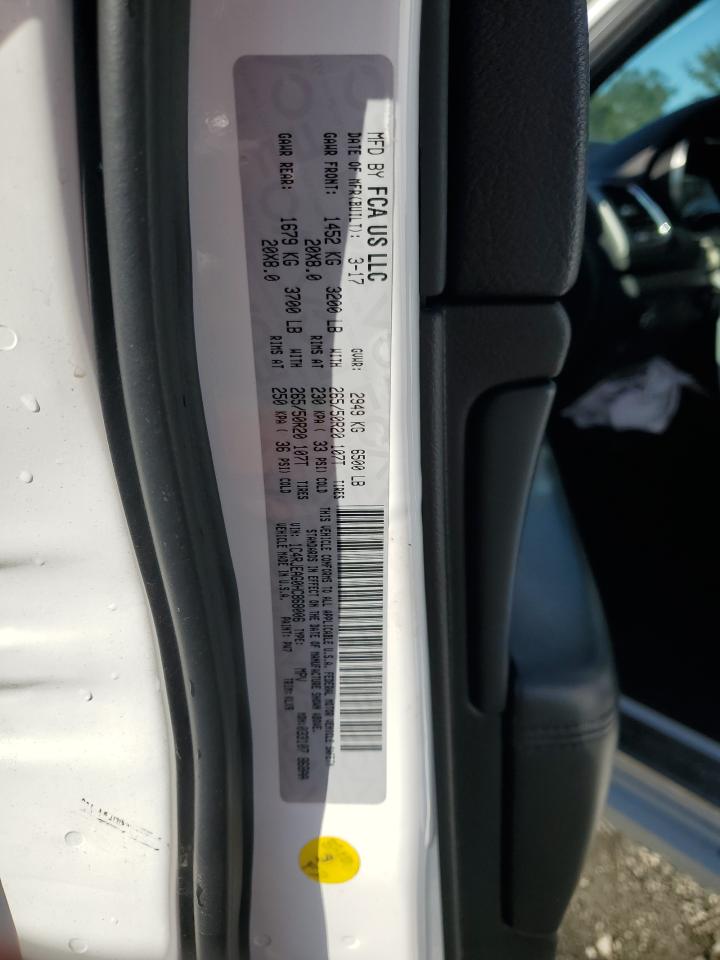 MFD BY FCA US LLC
DATE OF MFR(BUILT): 3-17 GVWR: 2949 KG 6500 LB
GAWR FRONT: 1452 KG 3200 LB WITH 265/50R20 107T TIRES
20X8.0 RIMS AT 230 KPA ( 33 PSI) COLD
GAWR REAR: 1679 KG 3700 LB WITH 265/50R20 107T TIRES
20X8.0 RIMS AT 250 KPA ( 36 PSI) COLD
THIS VEHICLE CONFORMS TO ALL APPLICABLE U.S.A. FEDERAL MOTOR VEHICLE SAFETY
STANDARDS IN EFFECT ON THE DATE OF MANUFACTURE SHOWN ABOVE.
VIN: 1C4RJEAG0HC868006 TYPE: MPV
VEHICLE MADE IN U.S.A. PAINT: PW7